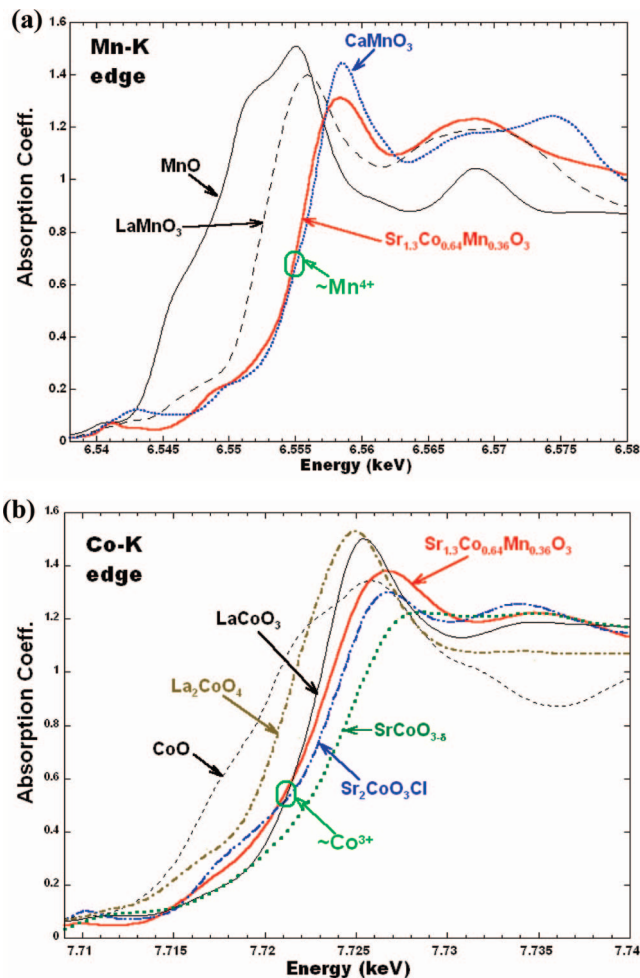 (a)
Mn-K
edge
CaMnO₃
MnO
LaMnO₃
Sr₁.₃Co₀.₆₄Mn₀.₃₆O₃
~Mn⁴⁺
Absorption Coeff.
1.6
1.4
1.2
1
0.8
0.6
0.4
0.2
0
6.54 6.545 6.55 6.555 6.56 6.565 6.57 6.575 6.58
Energy (keV)
(b)
Co-K
edge
Sr₁.₃Co₀.₆₄Mn₀.₃₆O₃
LaCoO₃
La₂CoO₄
CoO
SrCoO₃₋δ
Sr₂CoO₃Cl
~Co³⁺
Absorption Coeff.
1.6
1.4
1.2
1
0.8
0.6
0.4
0.2
0
7.71 7.715 7.72 7.725 7.73 7.735 7.74
Energy (keV)